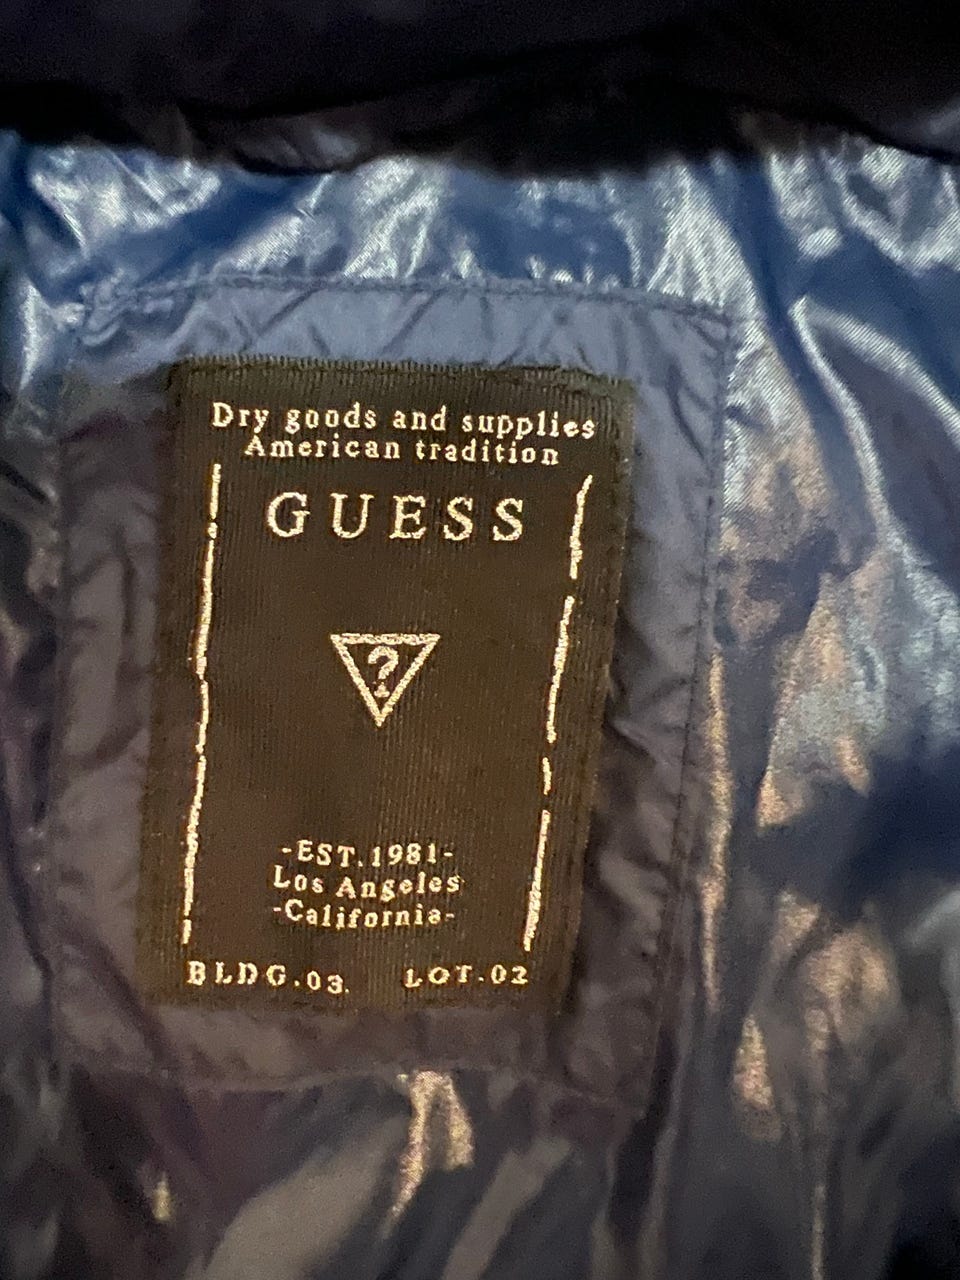 Dry goods and supplies
American tradition
GUESS
?
-EST.1981-
Los Angeles
-California-
BLDG.03. LOT.02